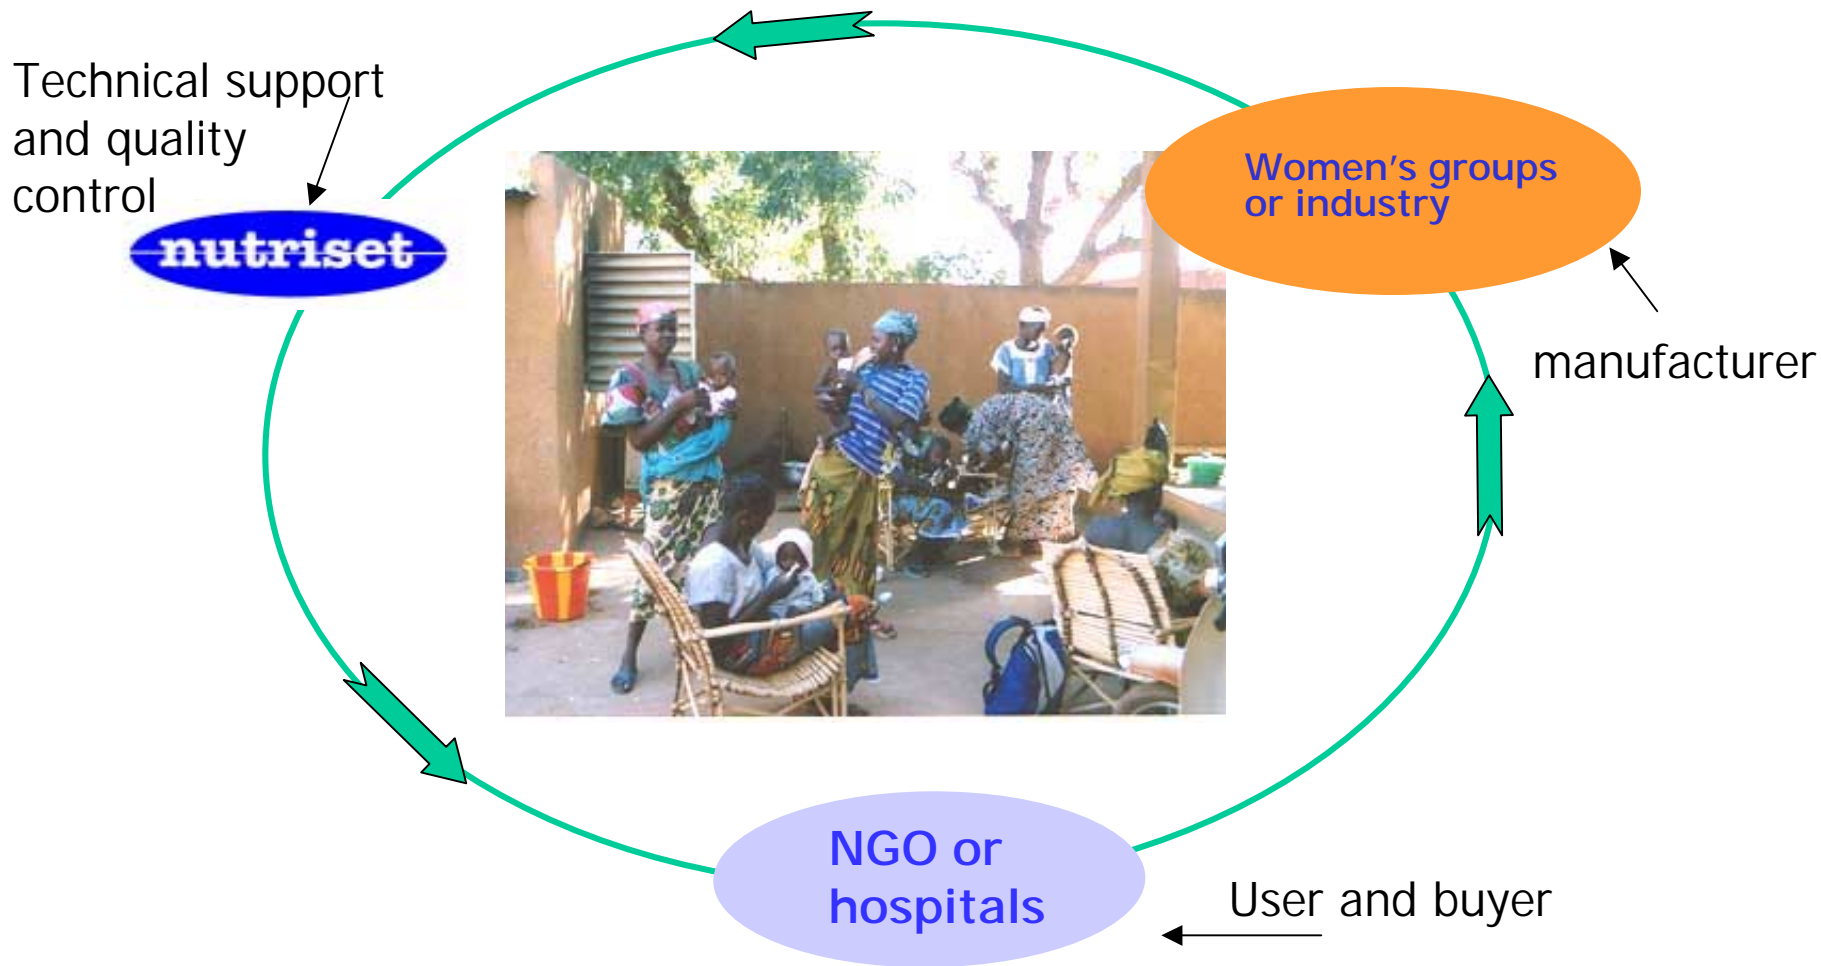 Technical support
and quality
control
nutriset
Women's groups
or industry
manufacturer
NGO or
hospitals
User and buyer